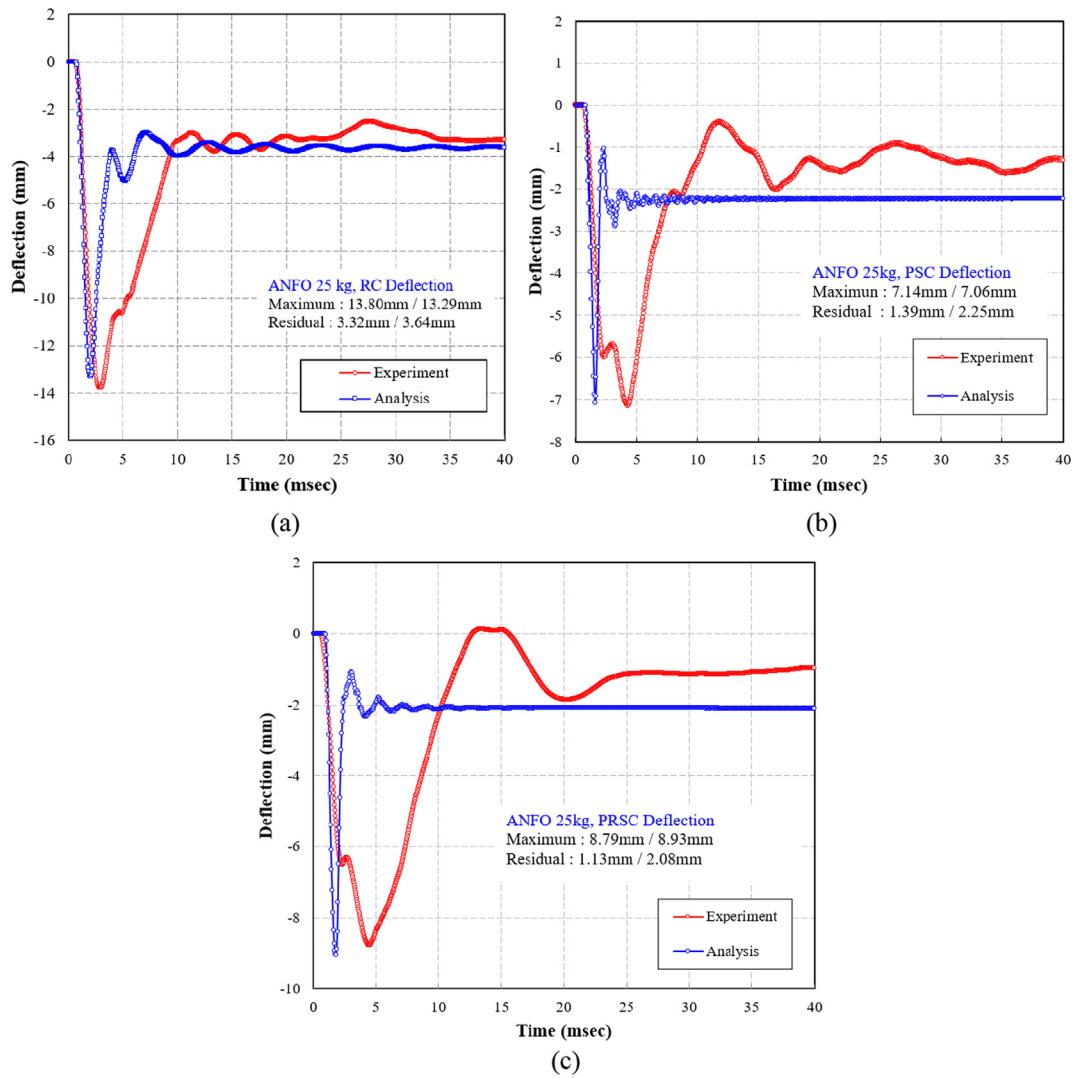 2
0
-2
-4
-6
-8
-10
-12
-14
-16
Deflection (mm)
ANFO 25 kg, RC Deflection
Maximun : 13.80mm / 13.29mm
Residual : 3.32mm / 3.64mm
Experiment
Analysis
0 5 10 15 20 25 30 35 40
Time (msec)
(a)
2
1
0
-1
-2
-3
-4
-5
-6
-7
-8
Deflection (mm)
ANFO 25kg, PSC Deflection
Maximun : 7.14mm / 7.06mm
Residual : 1.39mm / 2.25mm
Experiment
Analysis
0 5 10 15 20 25 30 35 40
Time (msec)
(b)
2
0
-2
-4
-6
-8
-10
Deflection (mm)
ANFO 25kg, PRSC Deflection
Maximum : 8.79mm / 8.93mm
Residual : 1.13mm / 2.08mm
Experiment
Analysis
0 5 10 15 20 25 30 35 40
Time (msec)
(c)